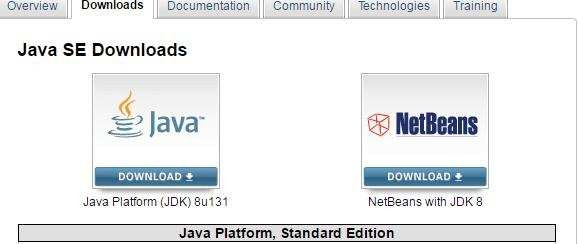 Overview Downloads Documentation Community Technologies Training
Java SE Downloads
Java™ NetBeans
DOWNLOAD DOWNLOAD
Java Platform (JDK) 8u131 NetBeans with JDK 8
Java Platform, Standard Edition